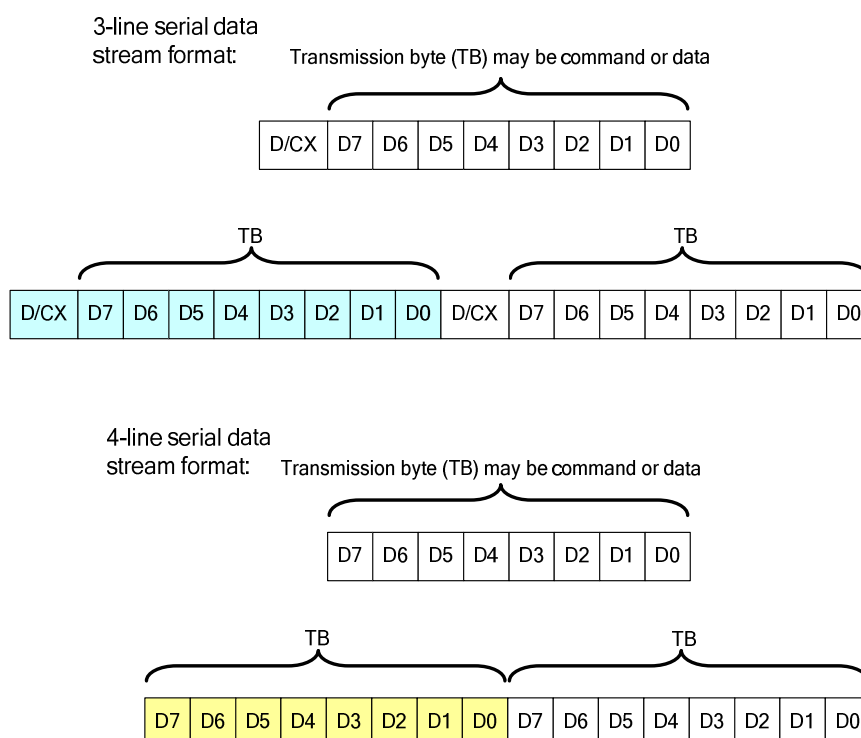 3-line serial data
stream format:
Transmission byte (TB) may be command or data
D/CX D7 D6 D5 D4 D3 D2 D1 D0
TB TB
D/CX D7 D6 D5 D4 D3 D2 D1 D0 D/CX D7 D6 D5 D4 D3 D2 D1 D0
4-line serial data
stream format:
Transmission byte (TB) may be command or data
D7 D6 D5 D4 D3 D2 D1 D0
TB TB
D7 D6 D5 D4 D3 D2 D1 D0 D7 D6 D5 D4 D3 D2 D1 D0